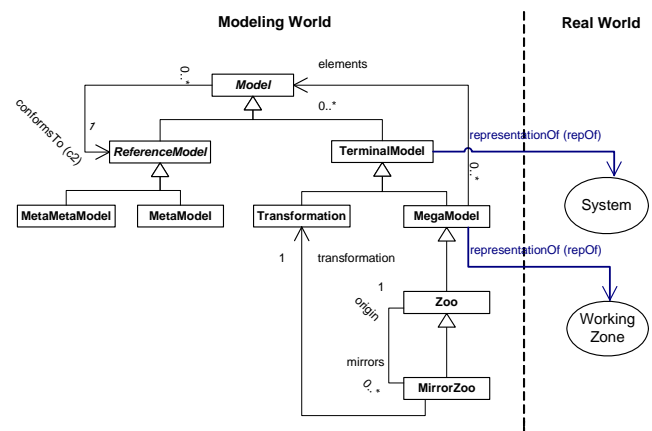 Modeling World
Real World
elements
0..*
Model
0..*
conformsTo (c2)
1
representationOf (repOf)
ReferenceModel
TerminalModel
0..*
System
MetaMetaModel
MetaModel
Transformation
MegaModel
representationOf (repOf)
1
transformation
1
origin
Zoo
Working
Zone
mirrors
0..*
MirrorZoo